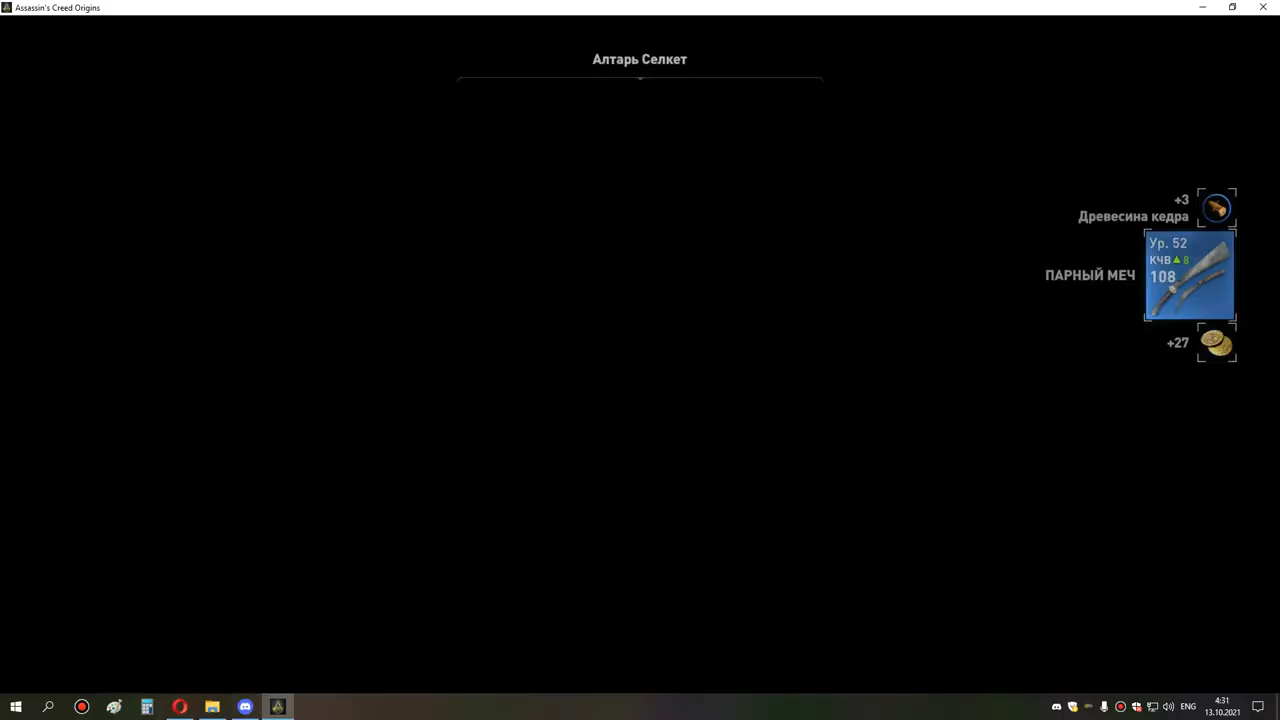 Assassin's Creed Origins
Алтарь Селкет
+3
Древесина кедра
Ур. 52
КЧВ▲8
ПАРНЫЙ МЕЧ
108
+27
ENG
4:31
13.10.2021